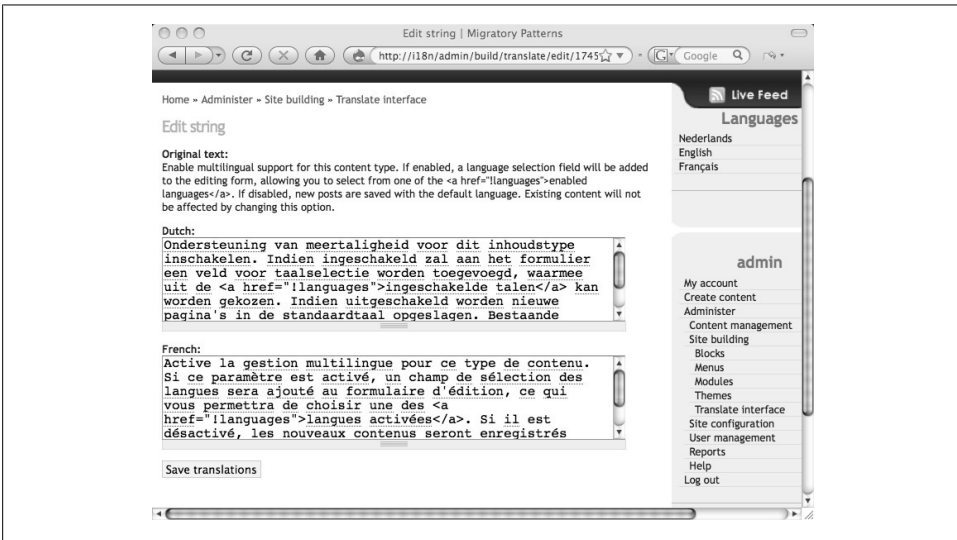 Edit string | Migratory Patterns
http://i18n/admin/build/translate/edit/1745
G
Google
Home » Administer » Site building » Translate interface
Edit string
Original text:
Enable multilingual support for this content type. If enabled, a language selection field will be added
to the editing form, allowing you to select from one of the <a href="!languages">enabled
languages</a>. If disabled, new posts are saved with the default language. Existing content will not
be affected by changing this option.
Dutch:
Ondersteuning van meertaligheid voor dit inhoudstype
inschakelen. Indien ingeschakeld zal aan het formulier
een veld voor taalselectie worden toegevoegd, waarmee
uit de <a href="!languages">ingeschakelde talen</a> kan
worden gekozen. Indien uitgeschakeld worden nieuwe
pagina's in de standaardtaal opgeslagen. Bestaande
French:
Active la gestion multilingue pour ce type de contenu.
Si ce paramètre est activé, un champ de sélection des
langues sera ajouté au formulaire d'édition, ce qui
vous permettra de choisir une des <a
href="!languages">langues activées</a>. Si il est
désactivé, les nouveaux contenus seront enregistrés
Save translations
Live Feed
Languages
Nederlands
English
Français
admin
My account
Create content
Administer
Content management
Site building
Blocks
Menus
Modules
Themes
Translate interface
Site configuration
User management
Reports
Help
Log out